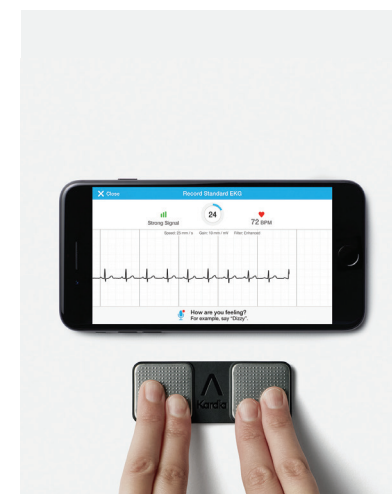 Close
Record Standard EKG
24
Strong Signal
72 BPM
Speed: 25 mm / s Gain: 10 mm / mV Filter: Enhanced
How are you feeling?
For example, say "Dizzy".
Kardia